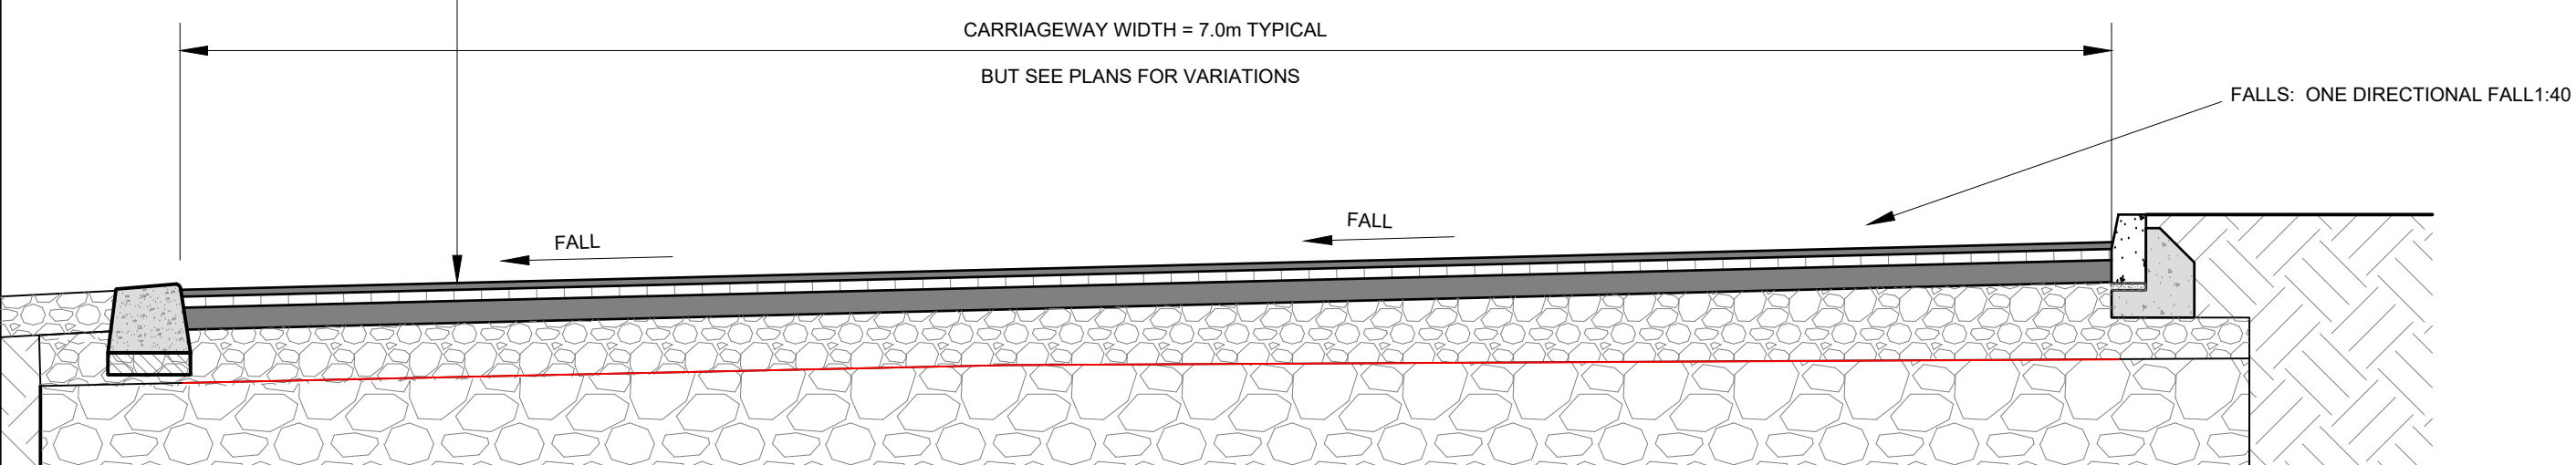 CARRIAGEWAY WIDTH = 7.0m TYPICAL
BUT SEE PLANS FOR VARIATIONS
FALLS: ONE DIRECTIONAL FALL1:40
FALL
FALL